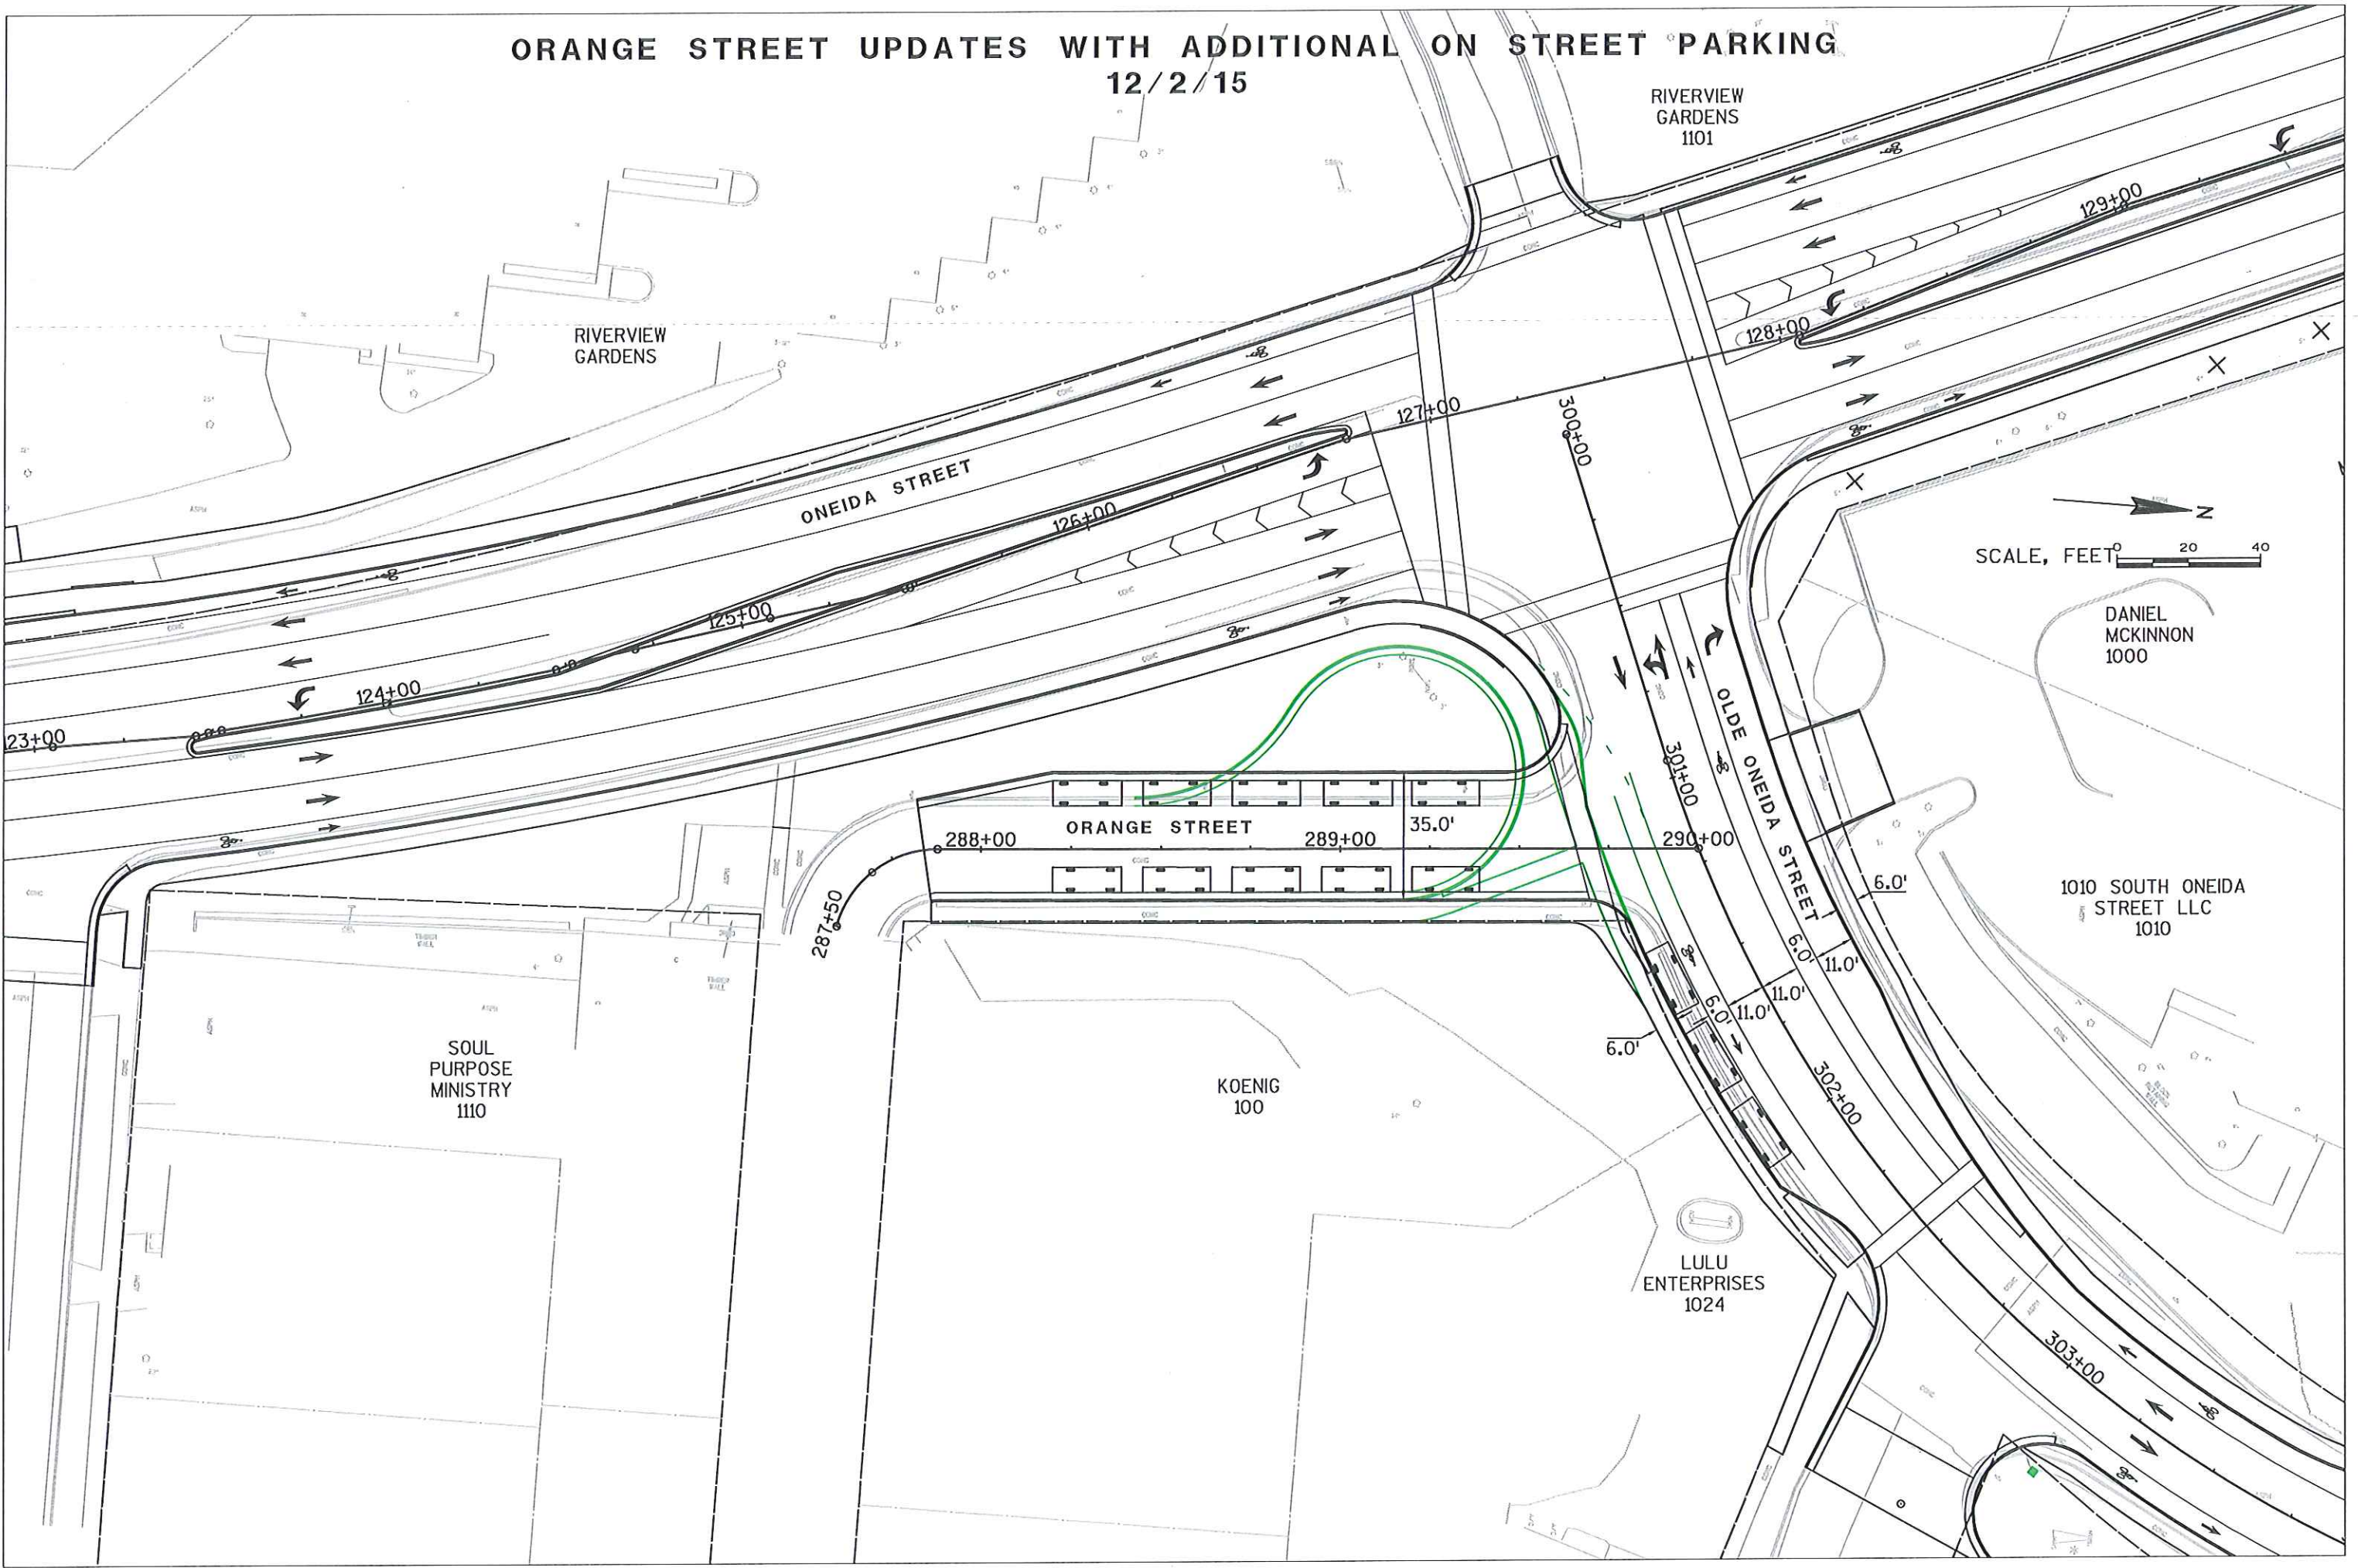 ORANGE STREET UPDATES WITH ADDITIONAL ON STREET PARKING
12/2/15
RIVERVIEW
GARDENS
1101
129+00
RIVERVIEW
GARDENS
128+00
127+00
300+00
ONEIDA STREET
126+00
N
SCALE, FEET
0 20 40
125+00
DANIEL
MCKINNON
1000
124+00
23+00
OLDE ONEIDA STREET
301+00
ORANGE STREET
35.0'
288+00
289+00
290+00
287+50
6.0'
1010 SOUTH ONEIDA
STREET LLC
1010
6.0'
11.0'
11.0'
11.0'
6.0'
6.0'
SOUL
PURPOSE
MINISTRY
1110
KOENIG
100
302+00
LULU
ENTERPRISES
1024
303+00